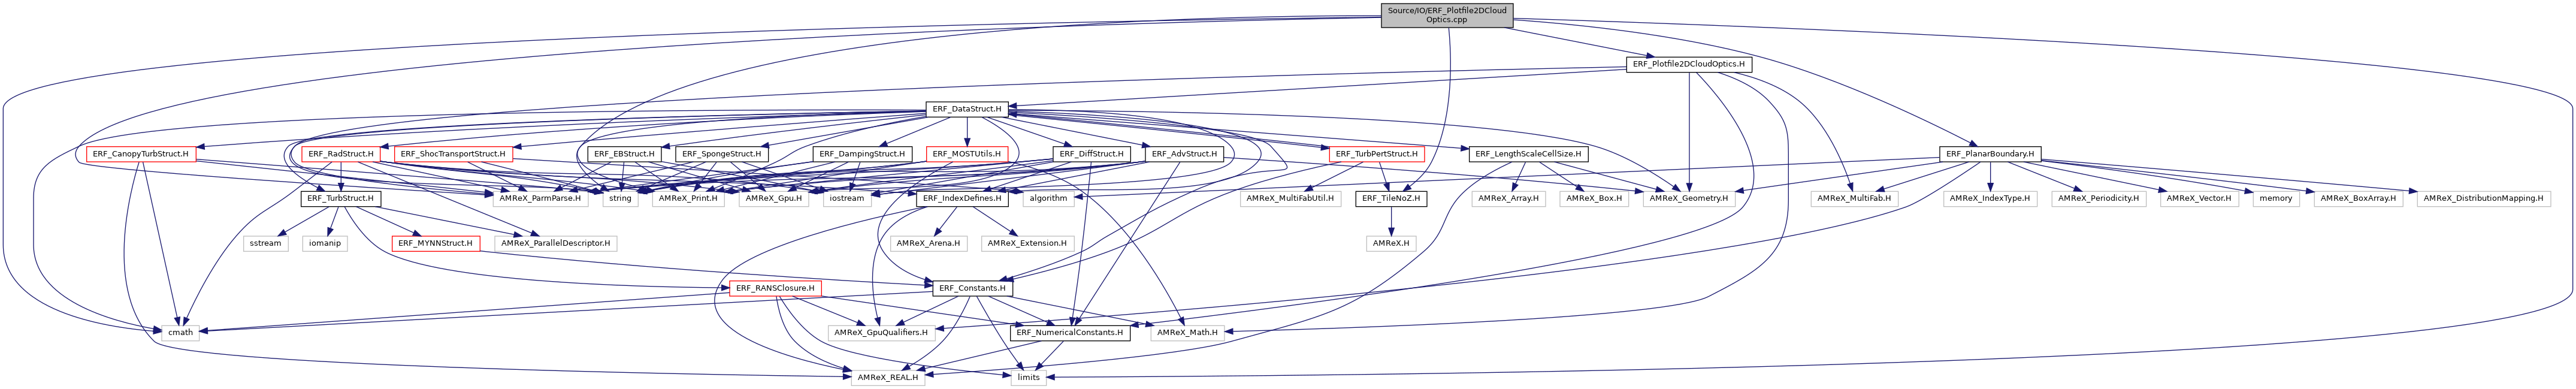 Source/IO/ERF_Plotfile2DCloud
Optics.cpp
ERF_Plotfile2DCloudOptics.H
ERF_DataStruct.H
ERF_CanopyTurbStruct.H
ERF_RadStruct.H
ERF_ShocTransportStruct.H
ERF_EBStruct.H
ERF_SpongeStruct.H
ERF_DampingStruct.H
ERF_MOSTUtils.H
ERF_DiffStruct.H
ERF_AdvStruct.H
ERF_TurbPertStruct.H
ERF_LengthScaleCellSize.H
ERF_PlanarBoundary.H
ERF_TurbStruct.H
AMReX_ParmParse.H
string
AMReX_Print.H
AMReX_Gpu.H
iostream
ERF_IndexDefines.H
algorithm
AMReX_MultiFabUtil.H
ERF_TileNoZ.H
AMReX_Array.H
AMReX_Box.H
AMReX_Geometry.H
AMReX_MultiFab.H
AMReX_IndexType.H
AMReX_Periodicity.H
AMReX_Vector.H
memory
AMReX_BoxArray.H
AMReX_DistributionMapping.H
sstream
iomanip
ERF_MYNNStruct.H
AMReX_ParallelDescriptor.H
AMReX_Arena.H
AMReX_Extension.H
AMReX.H
ERF_RANSClosure.H
ERF_Constants.H
cmath
AMReX_GpuQualifiers.H
ERF_NumericalConstants.H
AMReX_Math.H
AMReX_REAL.H
limits